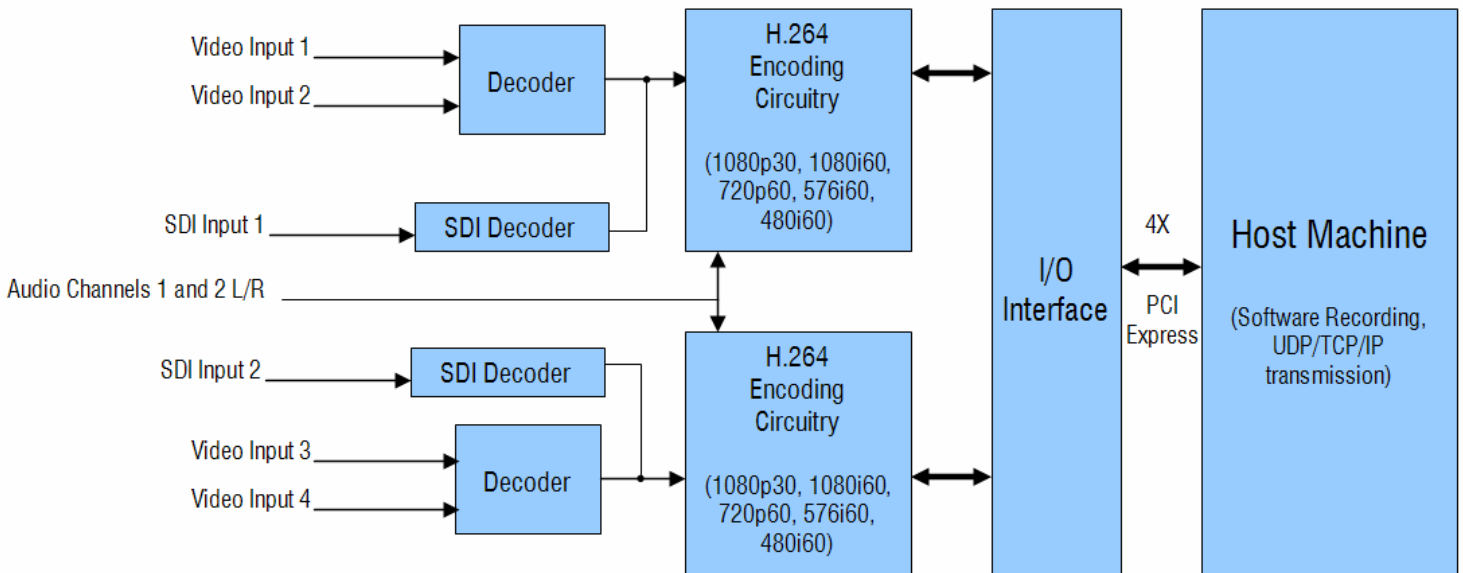 Video Input 1
Video Input 2
Decoder
SDI Input 1
SDI Decoder
Audio Channels 1 and 2 L/R
SDI Input 2
SDI Decoder
Video Input 3
Video Input 4
Decoder
H.264
Encoding
Circuitry
(1080p30, 1080i60,
720p60, 576i60,
480i60)
H.264
Encoding
Circuitry
(1080p30, 1080i60,
720p60, 576i60,
480i60)
I/O
Interface
4X
PCI
Express
Host Machine
(Software Recording,
UDP/TCP/IP
transmission)